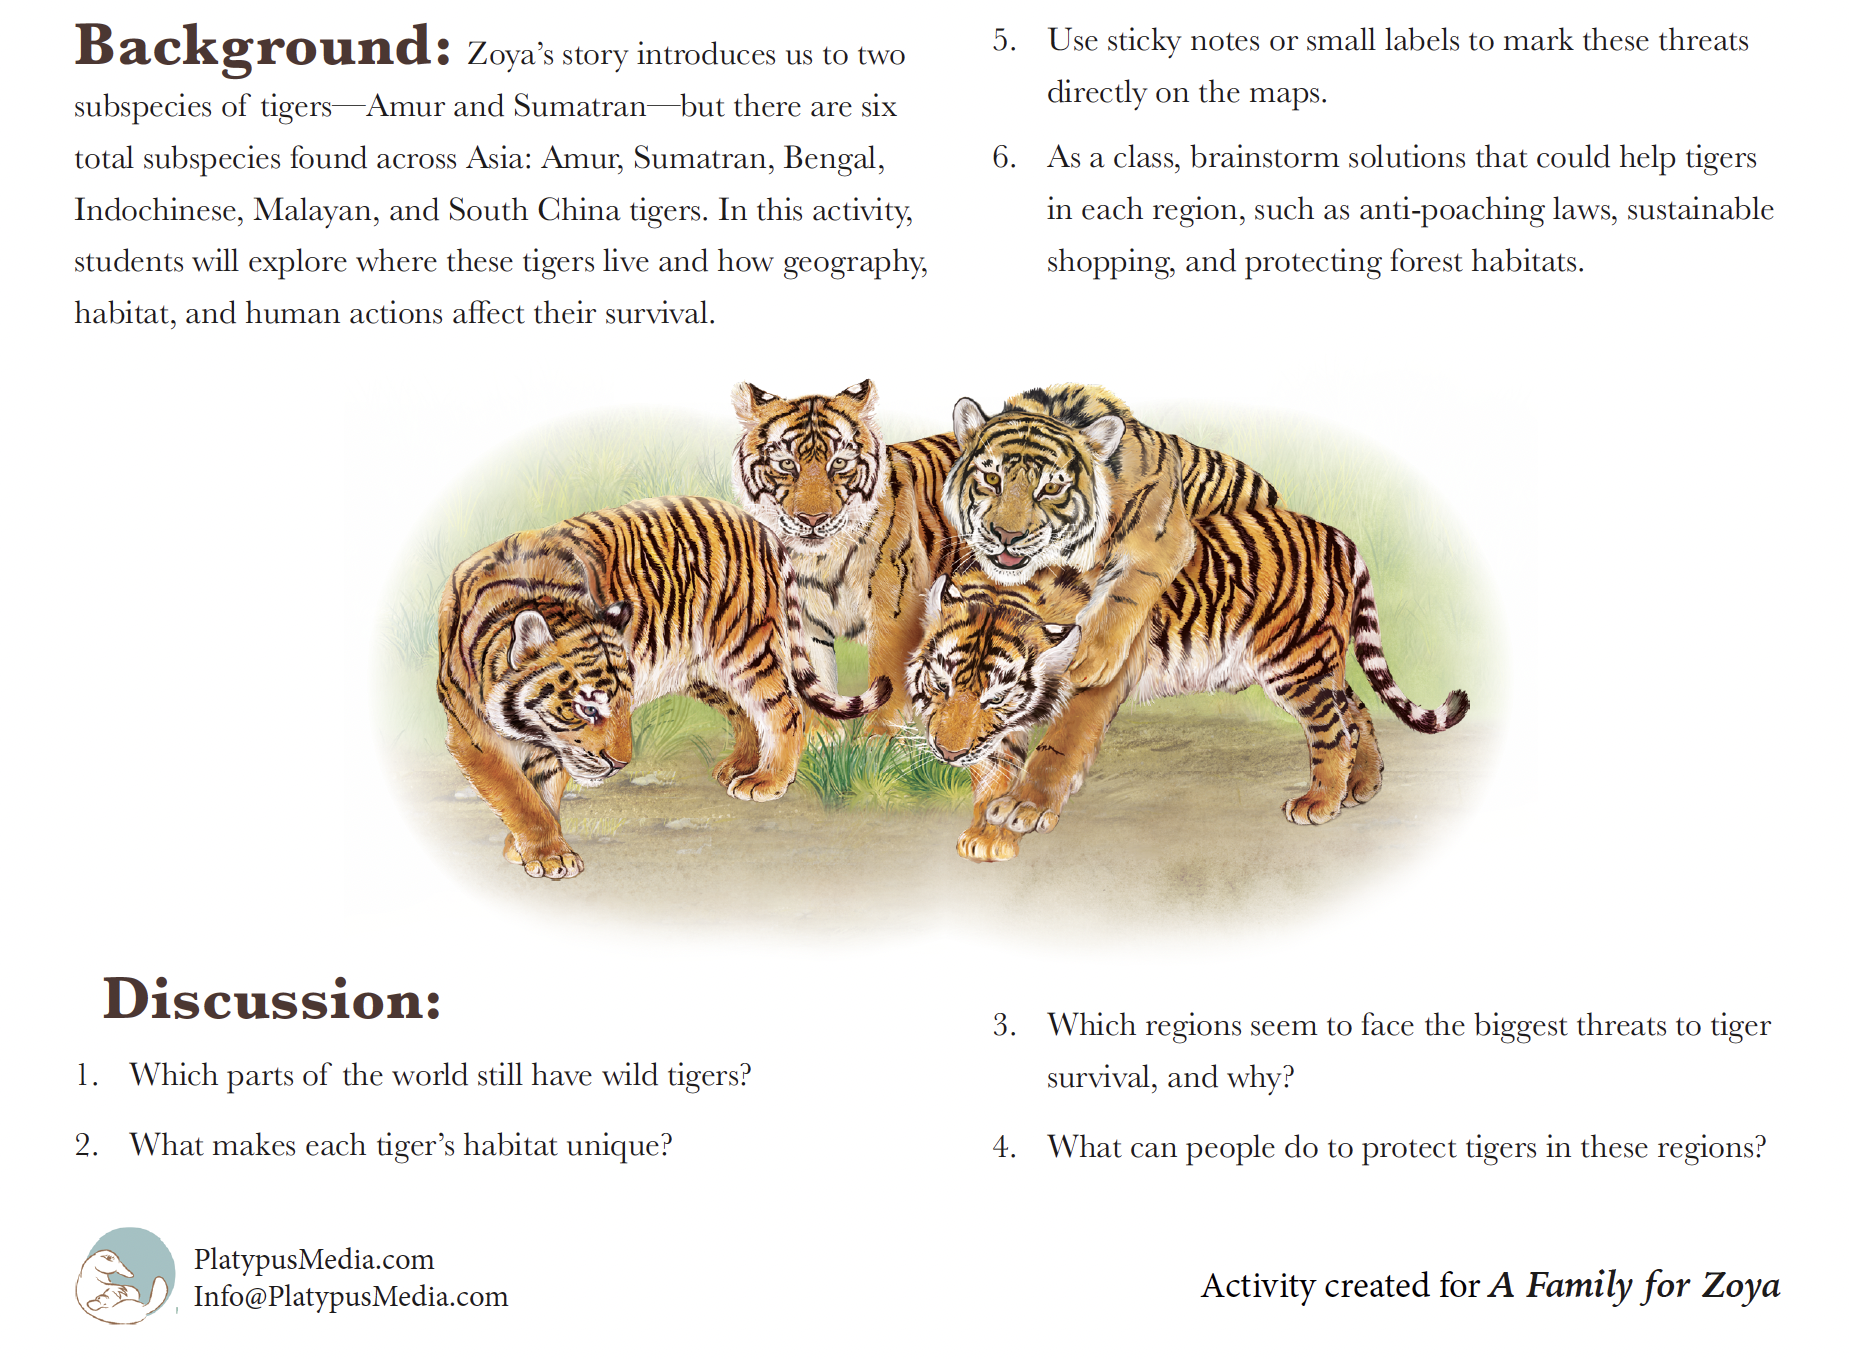 Background: Zoya’s story introduces us to two
subspecies of tigers—Amur and Sumatran—but there are six
total subspecies found across Asia: Amur, Sumatran, Bengal,
Indochinese, Malayan, and South China tigers. In this activity,
students will explore where these tigers live and how geography,
habitat, and human actions affect their survival.
5. Use sticky notes or small labels to mark these threats
directly on the maps.
6. As a class, brainstorm solutions that could help tigers
in each region, such as anti-poaching laws, sustainable
shopping, and protecting forest habitats.
Discussion:
1. Which parts of the world still have wild tigers?
2. What makes each tiger’s habitat unique?
3. Which regions seem to face the biggest threats to tiger
survival, and why?
4. What can people do to protect tigers in these regions?
PlatypusMedia.com
Info@PlatypusMedia.com
Activity created for A Family for Zoya